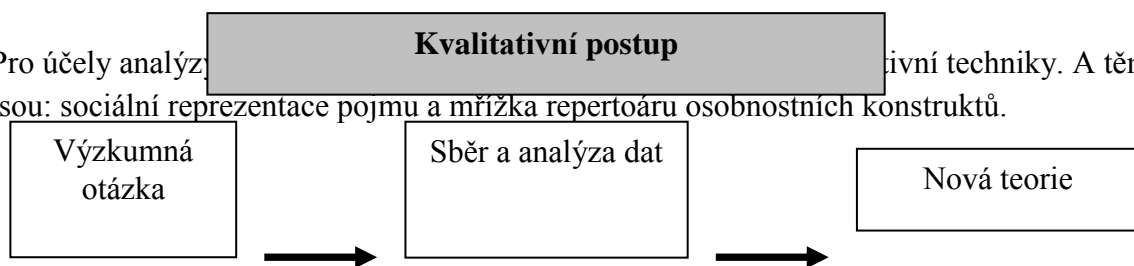 Kvalitativní postup
Pro účely analýzy tivní techniky. A těm
sou: sociální reprezentace pojmu a mřížka repertoáru osobnostních konstruktů.
Výzkumná
otázka
Sběr a analýza dat
Nová teorie